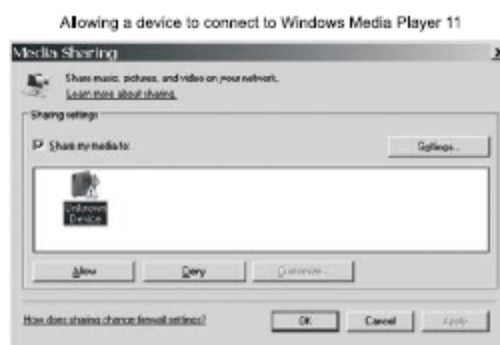 Allowing a device to connect to Windows Media Player 11
Media Sharing
Share music, pictures, and video on your network.
Learn more about sharing.
Sharing settings
Share my media to:
Settings...
Unknown
Device
Allow
Deny
Customize...
How does sharing change firewall settings?
OK
Cancel
Apply